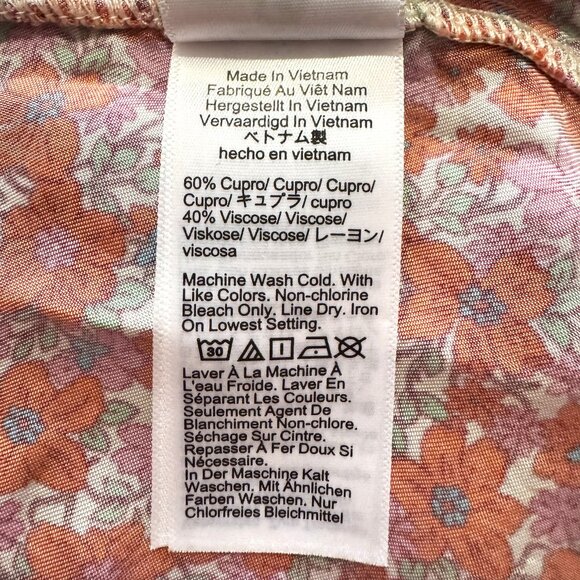 Made In Vietnam
Fabriqué Au Viêt Nam
Hergestellt In Vietnam
Vervaardigd In Vietnam
ベトナム製
hecho en vietnam
60% Cupro/ Cupro/ Cupro/
Cupro/ キュプラ/ cupro
40% Viscose/ Viscose/
Viskose/ Viscose/ レーヨン/
viscosa
Machine Wash Cold. With
Like Colors. Non-chlorine
Bleach Only. Line Dry. Iron
On Lowest Setting.
30
Laver À La Machine À
L'eau Froide. Laver En
Séparant Les Couleurs.
Seulement Agent De
Blanchiment Non-chlore.
Séchage Sur Cintre.
Repasser À Fer Doux Si
Nécessaire.
In Der Maschine Kalt
Waschen. Mit Ähnlichen
Farben Waschen. Nur
Chlorfreies Bleichmittel